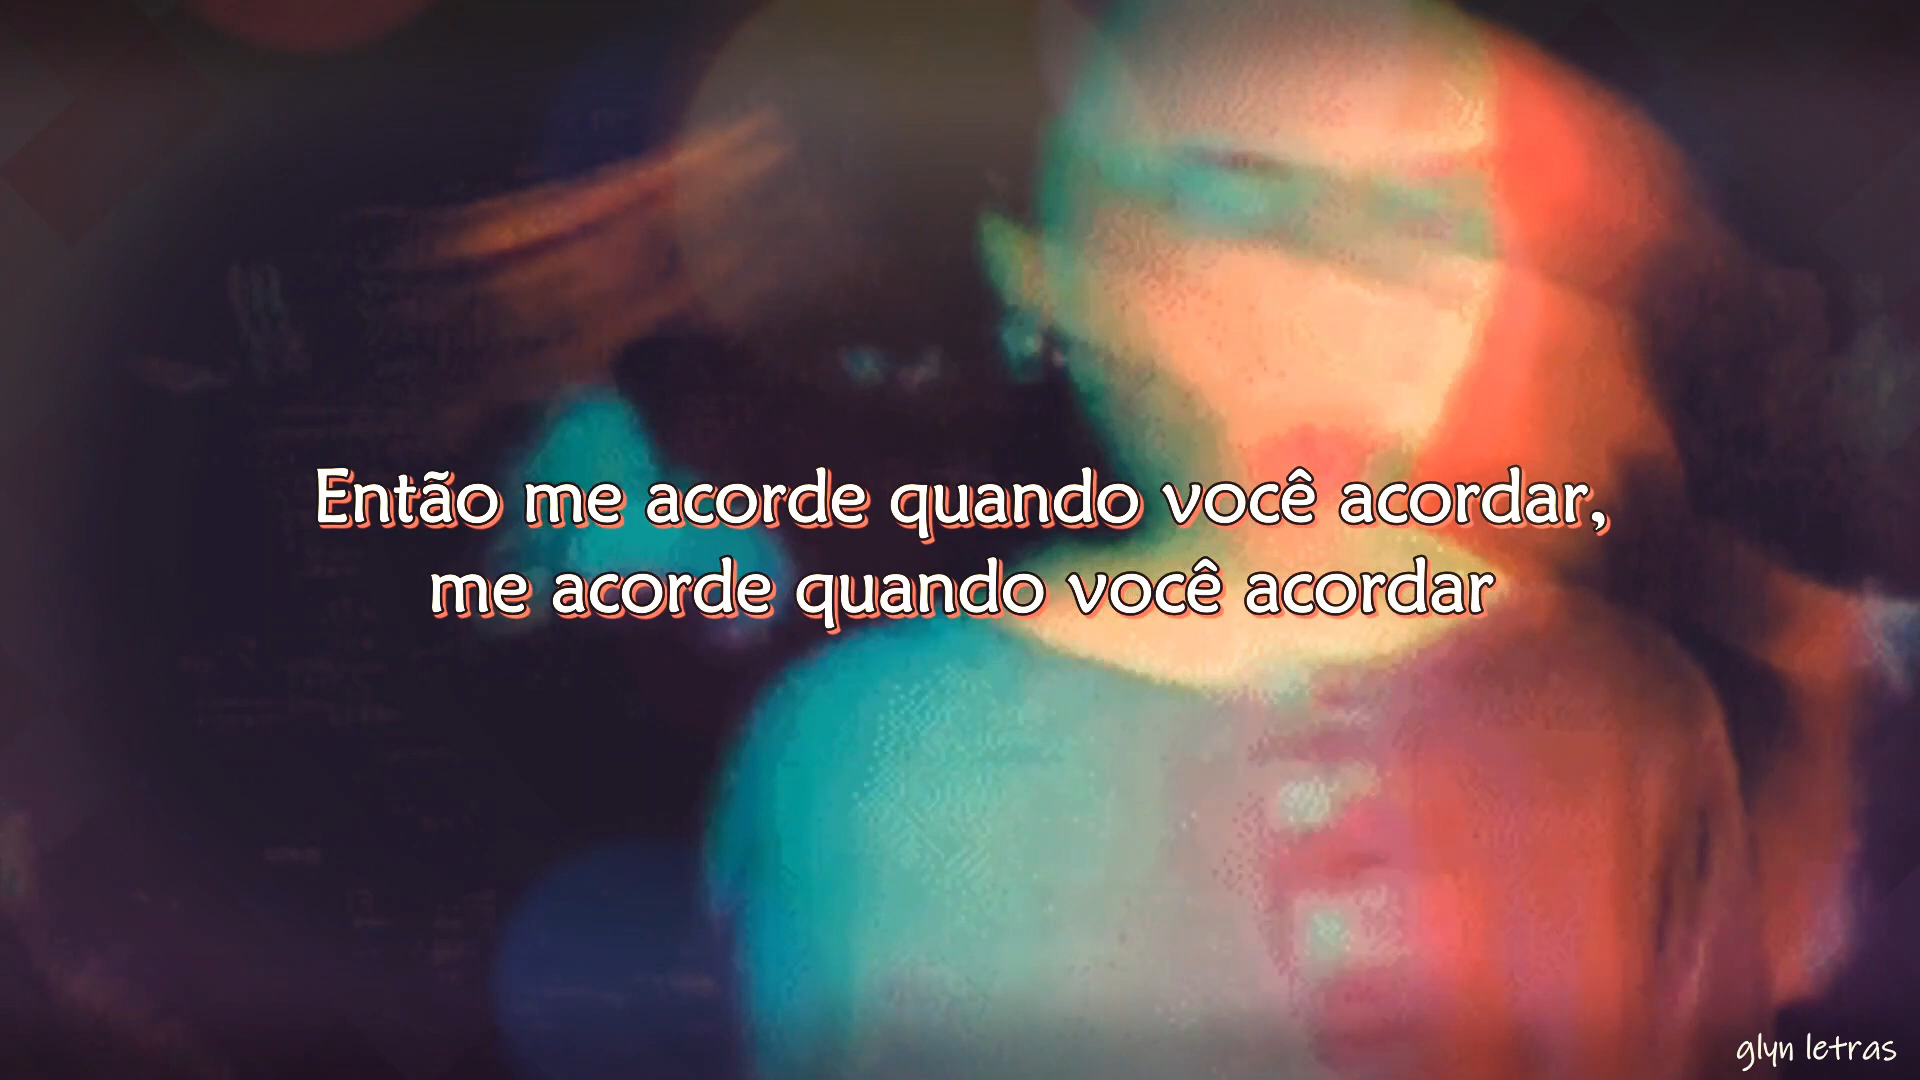 Então me acorde quando você acordar,
me acorde quando você acordar
glyn letras